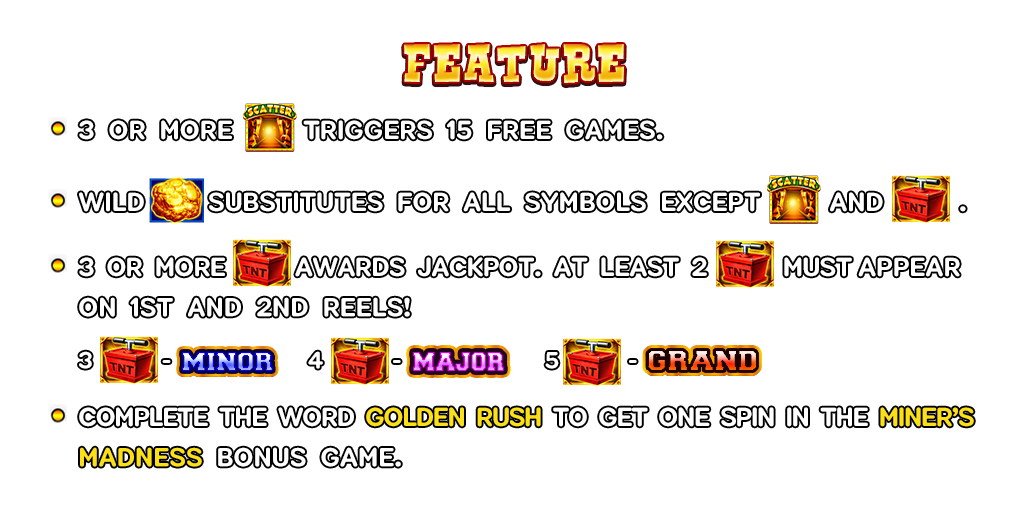 FEATURE
3 OR MORE SCATTER TRIGGERS 15 FREE GAMES.
WILD SUBSTITUTES FOR ALL SYMBOLS EXCEPT SCATTER AND TNT .
3 OR MORE TNT AWARDS JACKPOT. AT LEAST 2 TNT MUST APPEAR
ON 1ST AND 2ND REELS!
3 TNT - MINOR 4 TNT - MAJOR 5 TNT - GRAND
COMPLETE THE WORD GOLDEN RUSH TO GET ONE SPIN IN THE MINER'S
MADNESS BONUS GAME.